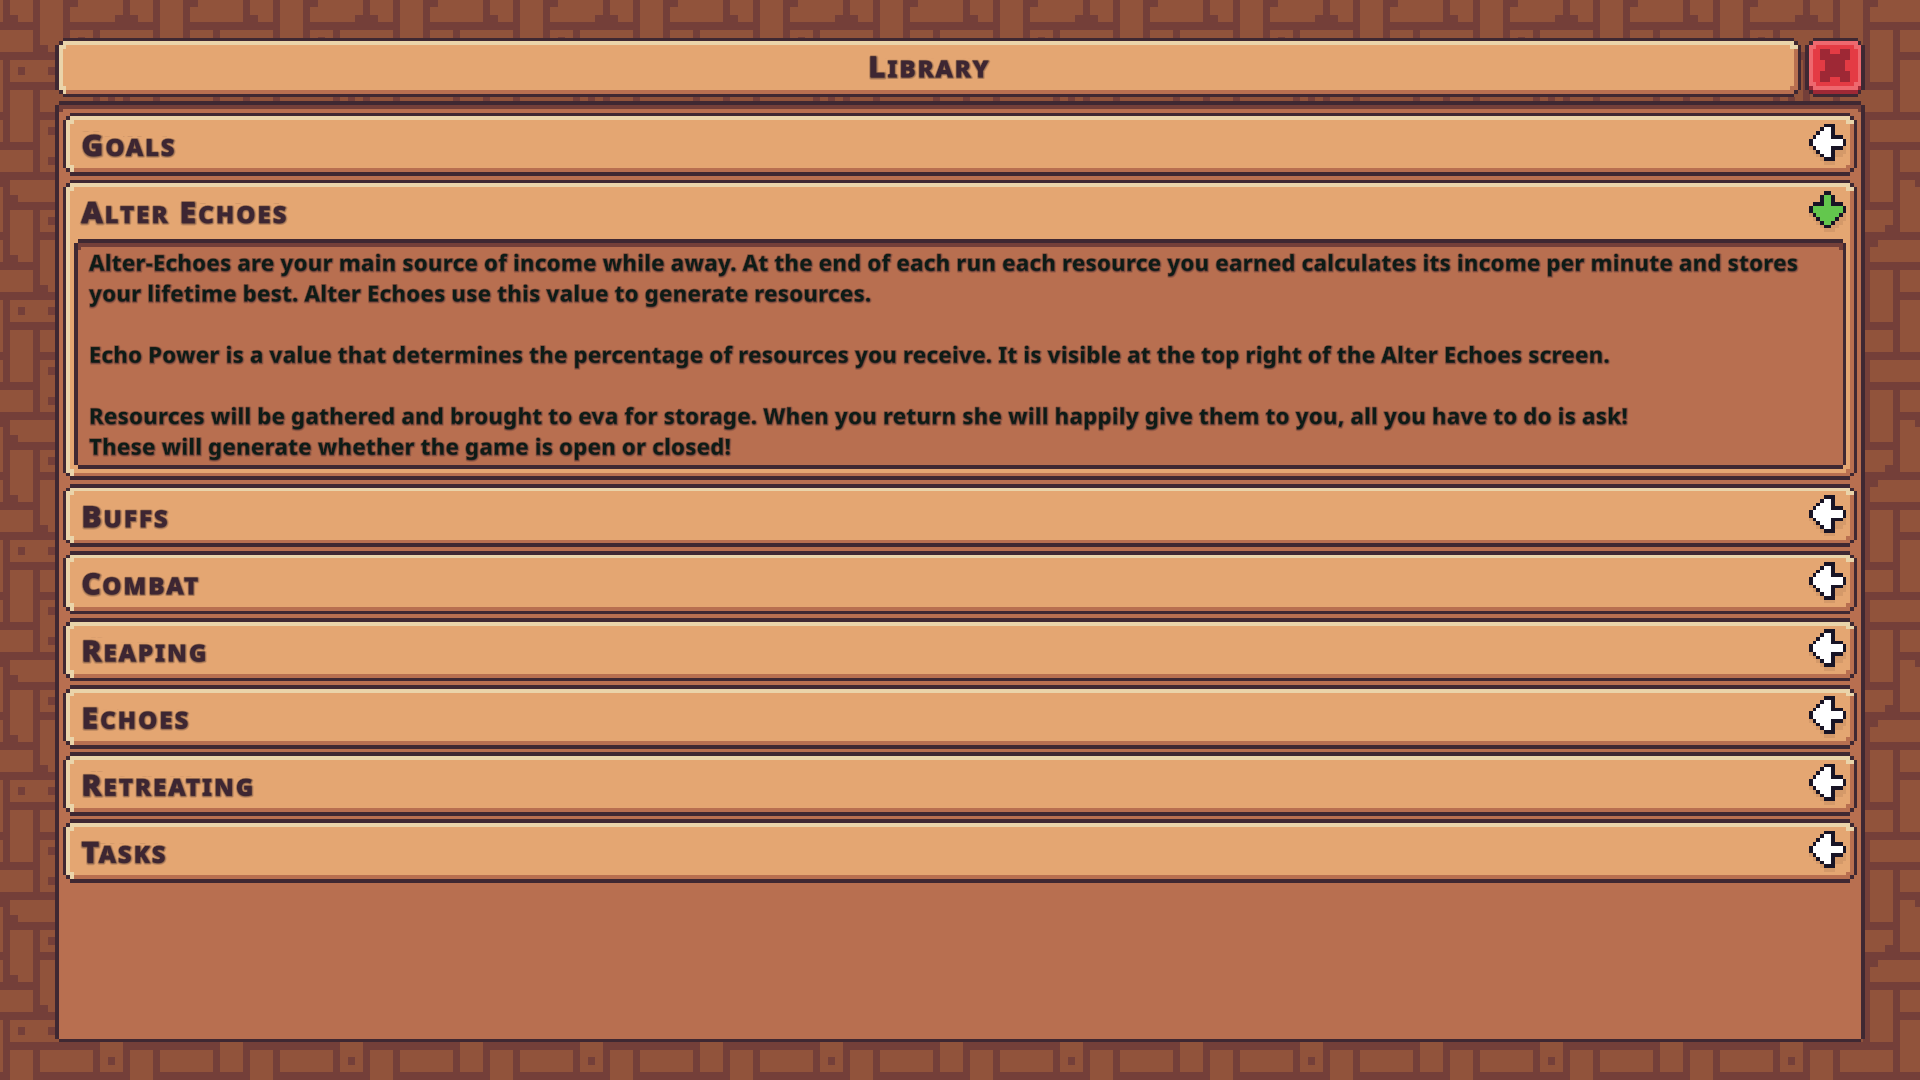 LIBRARY
GOALS
ALTER ECHOES
Alter-Echoes are your main source of income while away. At the end of each run each resource you earned calculates its income per minute and stores
your lifetime best. Alter Echoes use this value to generate resources.
Echo Power is a value that determines the percentage of resources you receive. It is visible at the top right of the Alter Echoes screen.
Resources will be gathered and brought to eva for storage. When you return she will happily give them to you, all you have to do is ask!
These will generate whether the game is open or closed!
BUFFS
COMBAT
REAPING
ECHOES
RETREATING
TASKS